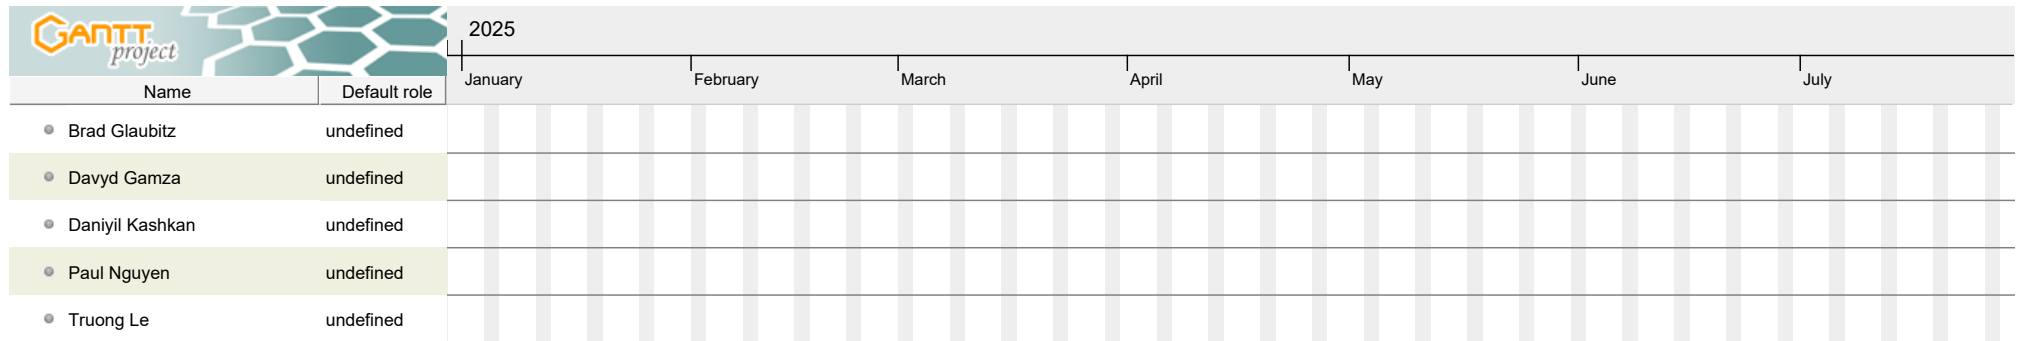 GANTT
project
2025
January February March April May June July
Name Default role
Brad Glaubitz undefined
Davyd Gamza undefined
Daniyil Kashkan undefined
Paul Nguyen undefined
Truong Le undefined